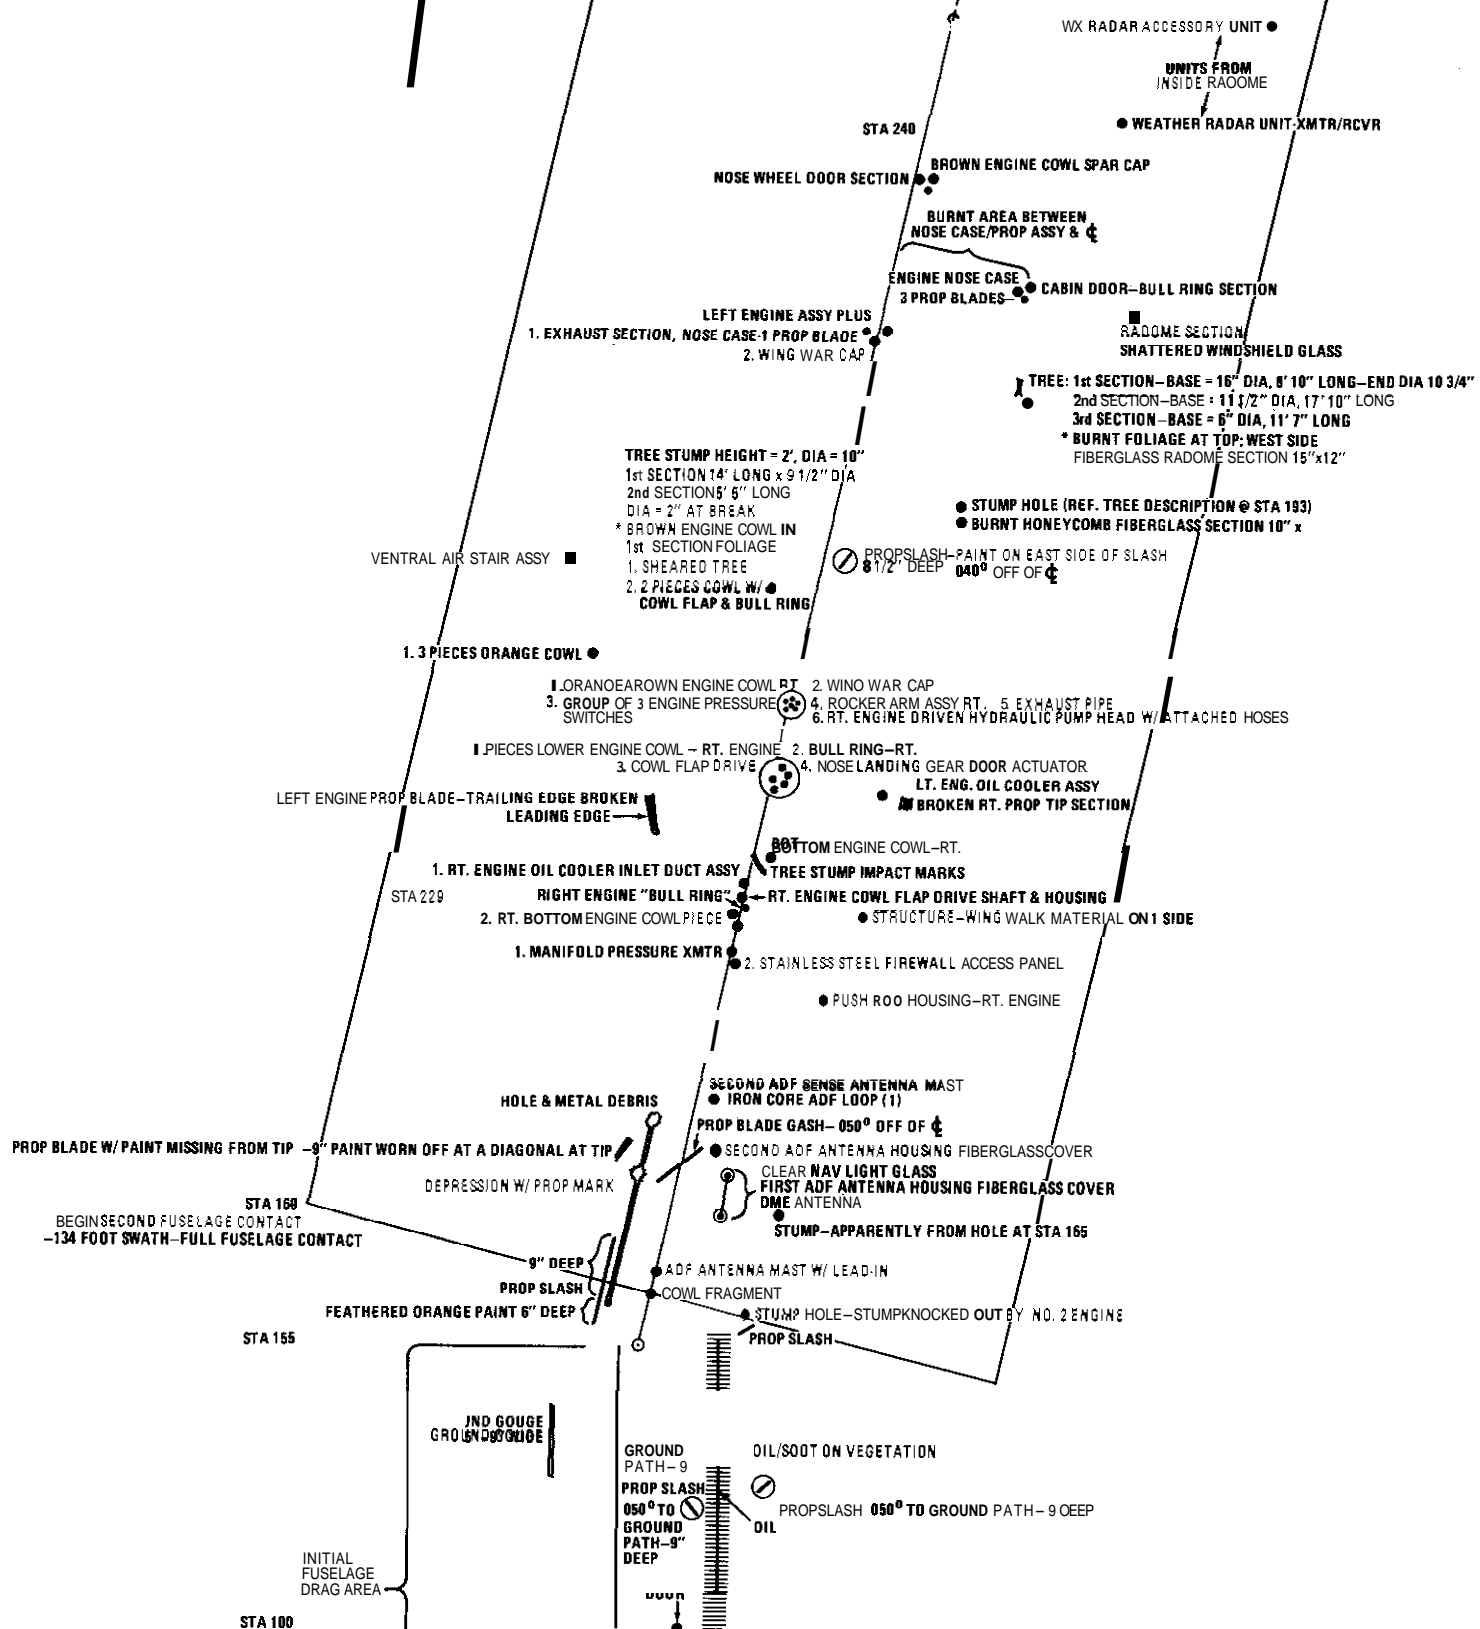 WX RADAR ACCESSORY UNIT
UNITS FROM
INSIDE RAOOME
STA 240
WEATHER RADAR UNIT-XMTR/RCVR
BROWN ENGINE COWL SPAR CAP
NOSE WHEEL DOOR SECTION
BURNT AREA BETWEEN
NOSE CASE/PROP ASSY & ℄
ENGINE NOSE CASE
3 PROP BLADES–
CABIN DOOR–BULL RING SECTION
LEFT ENGINE ASSY PLUS
1. EXHAUST SECTION, NOSE CASE-1 PROP BLADE
2. WING WAR CAP
RADOME SECTION
SHATTERED WINDSHIELD GLASS
TREE: 1st SECTION–BASE = 16" DIA, 8' 10" LONG–END DIA 10 3/4"
2nd SECTION–BASE = 11 1/2" DIA, 17' 10" LONG
3rd SECTION–BASE = 6" DIA, 11' 7" LONG
* BURNT FOLIAGE AT TOP: WEST SIDE
FIBERGLASS RADOME SECTION 15"x12"
TREE STUMP HEIGHT = 2', DIA = 10"
1st SECTION 14' LONG x 9 1/2" DIA
2nd SECTION 5' 6" LONG
DIA = 2" AT BREAK
* BROWN ENGINE COWL IN
1st SECTION FOLIAGE
1. SHEARED TREE
2. 2 PIECES COWL W/
COWL FLAP & BULL RING
STUMP HOLE (REF. TREE DESCRIPTION @ STA 193)
BURNT HONEYCOMB FIBERGLASS SECTION 10" x
VENTRAL AIR STAIR ASSY
PROPSLASH–PAINT ON EAST SIDE OF SLASH
8 1/2" DEEP 040° OFF OF ℄
1. 3 PIECES ORANGE COWL
1. ORANOEAROWN ENGINE COWL RT 2. WINO WAR CAP
3. GROUP OF 3 ENGINE PRESSURE 4. ROCKER ARM ASSY RT. 5. EXHAUST PIPE
SWITCHES 6. RT. ENGINE DRIVEN HYDRAULIC PUMP HEAD W/ ATTACHED HOSES
1. PIECES LOWER ENGINE COWL – RT. ENGINE 2. BULL RING–RT.
3. COWL FLAP DRIVE 4. NOSE LANDING GEAR DOOR ACTUATOR
LT. ENG. OIL COOLER ASSY
BROKEN RT. PROP TIP SECTION
LEFT ENGINE PROP BLADE–TRAILING EDGE BROKEN
LEADING EDGE
BOTTOM ENGINE COWL–RT.
1. RT. ENGINE OIL COOLER INLET DUCT ASSY
TREE STUMP IMPACT MARKS
STA 229
RIGHT ENGINE "BULL RING"
RT. ENGINE COWL FLAP DRIVE SHAFT & HOUSING
2. RT. BOTTOM ENGINE COWL PIECE
STRUCTURE–WING WALK MATERIAL ON 1 SIDE
1. MANIFOLD PRESSURE XMTR
2. STAINLESS STEEL FIREWALL ACCESS PANEL
PUSH ROO HOUSING–RT. ENGINE
SECOND ADF SENSE ANTENNA MAST
IRON CORE ADF LOOP (1)
HOLE & METAL DEBRIS
PROP BLADE GASH– 050° OFF OF ℄
PROP BLADE W/ PAINT MISSING FROM TIP –9" PAINT WORN OFF AT A DIAGONAL AT TIP
SECOND ADF ANTENNA HOUSING FIBERGLASSCOVER
CLEAR NAV LIGHT GLASS
FIRST ADF ANTENNA HOUSING FIBERGLASS COVER
DME ANTENNA
DEPRESSION W/ PROP MARK
STA 160
BEGIN SECOND FUSELAGE CONTACT
–134 FOOT SWATH–FULL FUSELAGE CONTACT
STUMP–APPARENTLY FROM HOLE AT STA 165
9" DEEP
ADF ANTENNA MAST W/ LEAD-IN
PROP SLASH
COWL FRAGMENT
FEATHERED ORANGE PAINT 6" DEEP
STUMP HOLE–STUMPKNOCKED OUT BY NO. 2 ENGINE
STA 155
PROP SLASH
GROUND GOUGE
GROUND
PATH–9
OIL/SOOT ON VEGETATION
PROP SLASH
050° TO
GROUND
PATH–9"
DEEP
PROPSLASH 050° TO GROUND PATH– 9 OEEP
OIL
INITIAL
FUSELAGE
DRAG AREA
DOOR
STA 100